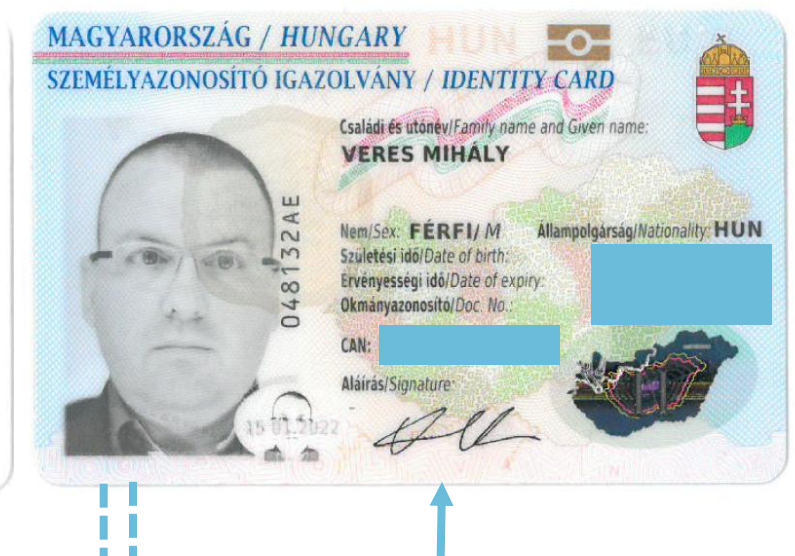 MAGYARORSZÁG / HUNGARY HUN
SZEMÉLYAZONOSÍTÓ IGAZOLVÁNY / IDENTITY CARD
Családi és utónév/Family name and Given name:
VERES MIHÁLY
Nem/Sex: FÉRFI/ M Állampolgárság/Nationality: HUN
Születési idő/Date of birth:
Érvényességi idő/Date of expiry:
Okmányazonosító/Doc. No.:
CAN:
Aláírás/Signature:
048132AE
15 01 2022